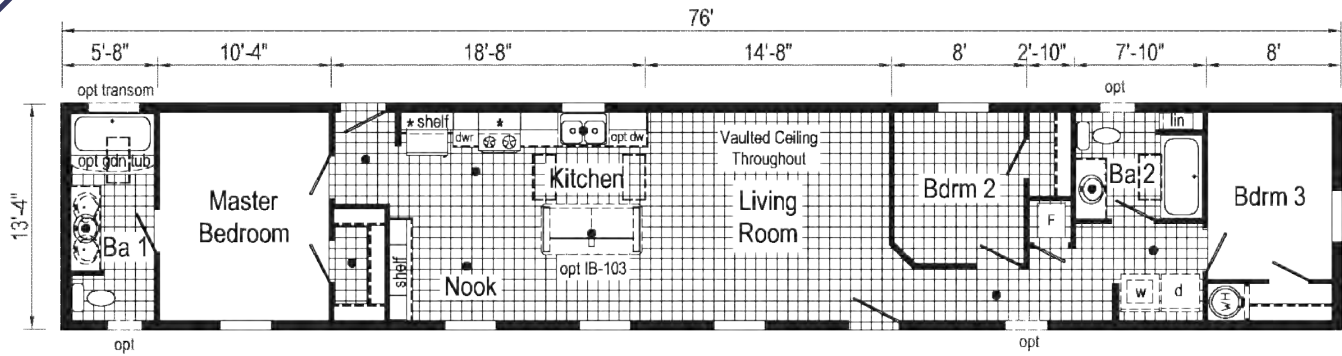 76'
5'-8" 10'-4" 18'-8" 14'-8" 8' 2'-10" 7'-10" 8'
opt transom
opt
* shelf
*
dwr
opt dw
lin
opt gdn tub
Vaulted Ceiling
Throughout
13'-4"
Master
Bedroom
Kitchen
Living
Room
Bdrm 2
Ba 2
Bdrm 3
F
Ba 1
shelf
opt IB-103
Nook
w
d
WH
opt
opt